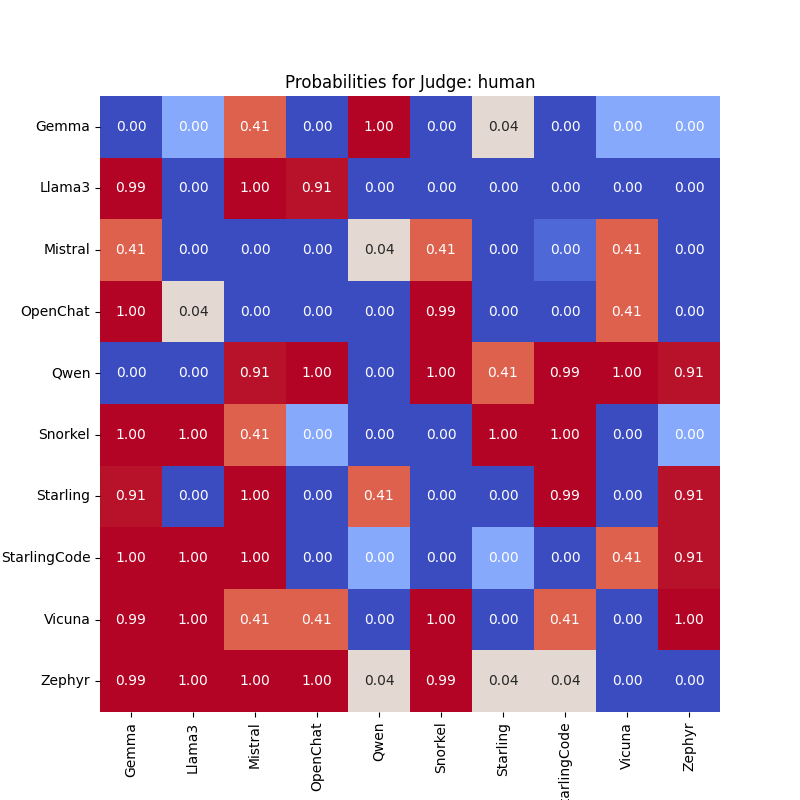 Probabilities for Judge: human
Gemma 0.00 0.00 0.41 0.00 1.00 0.00 0.04 0.00 0.00 0.00
Llama3 0.99 0.00 1.00 0.91 0.00 0.00 0.00 0.00 0.00 0.00
Mistral 0.41 0.00 0.00 0.00 0.04 0.41 0.00 0.00 0.41 0.00
OpenChat 1.00 0.04 0.00 0.00 0.00 0.99 0.00 0.00 0.41 0.00
Qwen 0.00 0.00 0.91 1.00 0.00 1.00 0.41 0.99 1.00 0.91
Snorkel 1.00 1.00 0.41 0.00 0.00 0.00 1.00 1.00 0.00 0.00
Starling 0.91 0.00 1.00 0.00 0.41 0.00 0.00 0.99 0.00 0.91
StarlingCode 1.00 1.00 1.00 0.00 0.00 0.00 0.00 0.00 0.41 0.91
Vicuna 0.99 1.00 0.41 0.41 0.00 1.00 0.00 0.41 0.00 1.00
Zephyr 0.99 1.00 1.00 1.00 0.04 0.99 0.04 0.04 0.00 0.00
Gemma
Llama3
Mistral
OpenChat
Qwen
Snorkel
Starling
arlingCode
Vicuna
Zephyr